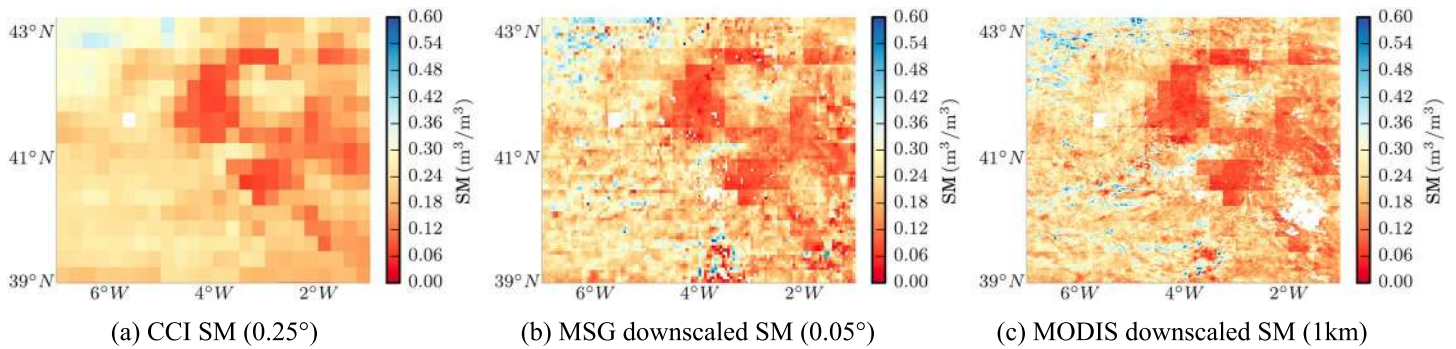 43°N
41°N
39°N
6°W 4°W 2°W
0.60
0.54
0.48
0.42
0.36
0.30
0.24
0.18
0.12
0.06
0.00
SM (m³/m³)
(a) CCI SM (0.25°)
43°N
41°N
39°N
6°W 4°W 2°W
0.60
0.54
0.48
0.42
0.36
0.30
0.24
0.18
0.12
0.06
0.00
SM (m³/m³)
(b) MSG downscaled SM (0.05°)
43°N
41°N
39°N
6°W 4°W 2°W
0.60
0.54
0.48
0.42
0.36
0.30
0.24
0.18
0.12
0.06
0.00
SM (m³/m³)
(c) MODIS downscaled SM (1km)